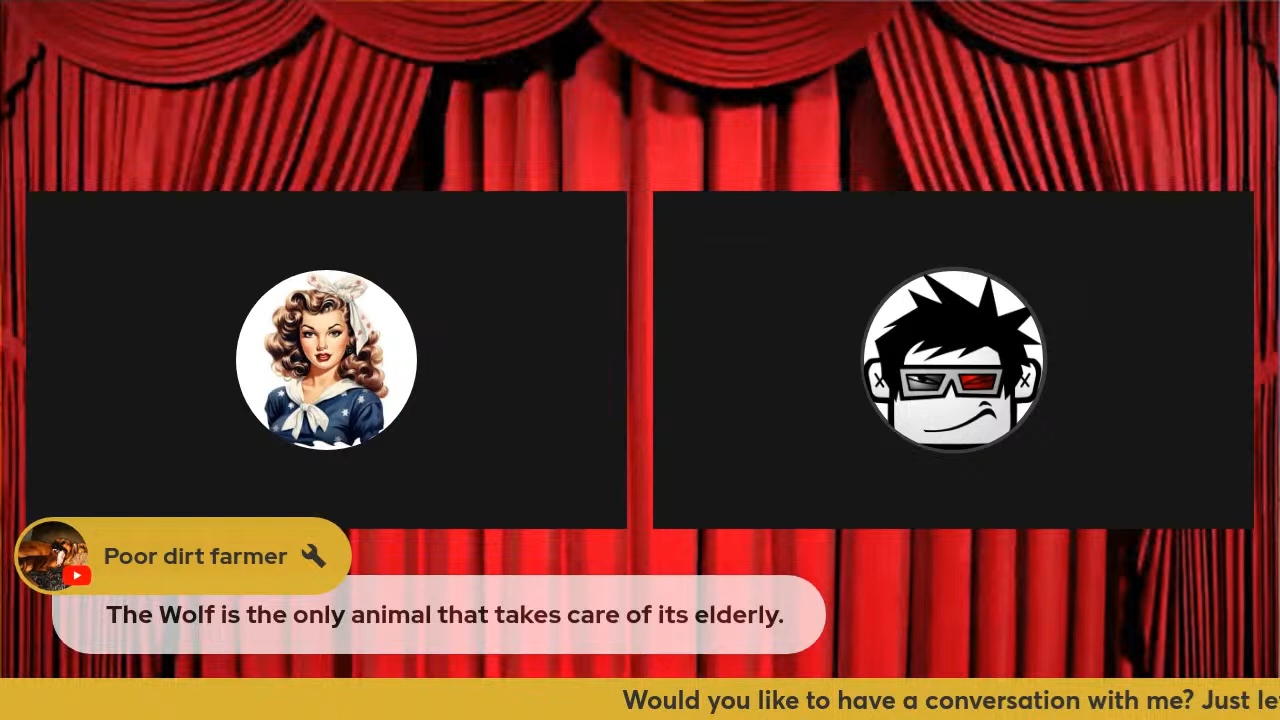 Poor dirt farmer
The Wolf is the only animal that takes care of its elderly.
Would you like to have a conversation with me? Just le